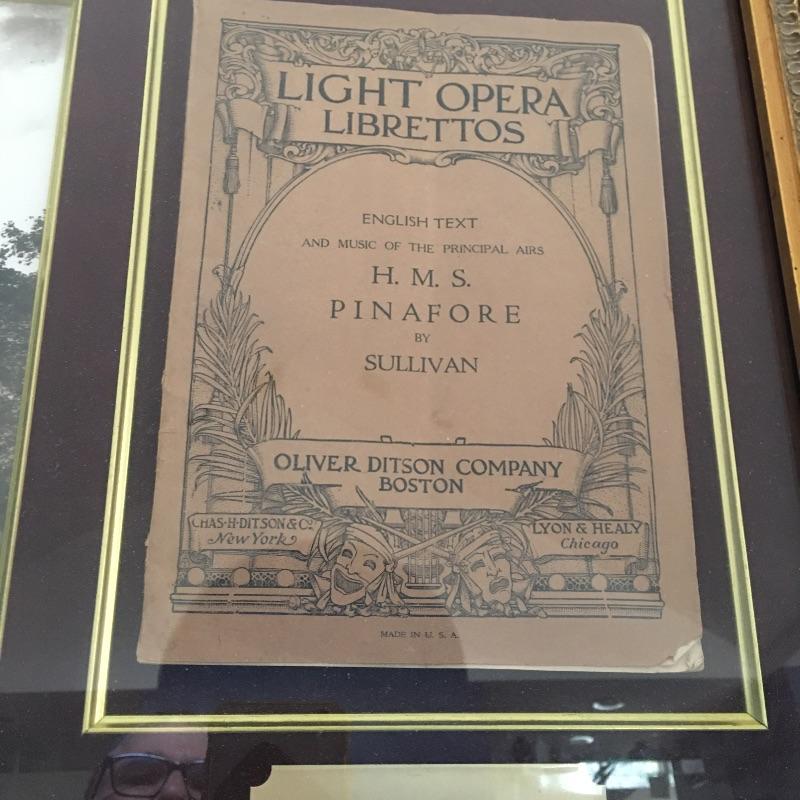 LIGHT OPERA
LIBRETTOS
ENGLISH TEXT
AND MUSIC OF THE PRINCIPAL AIRS
H. M. S.
PINAFORE
BY
SULLIVAN
OLIVER DITSON COMPANY
BOSTON
CHAS·H·DITSON & Co.
New York
LYON & HEALY
Chicago
MADE IN U. S. A.